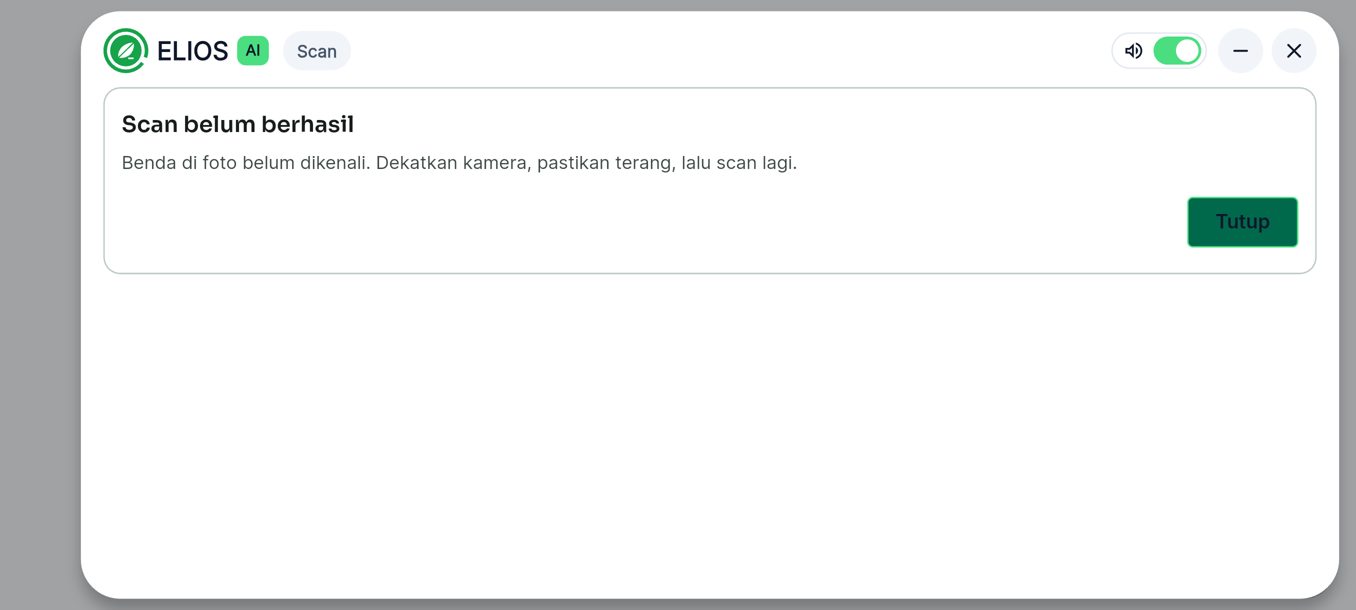 ELIOS AI Scan
Scan belum berhasil
Benda di foto belum dikenali. Dekatkan kamera, pastikan terang, lalu scan lagi.
Tutup